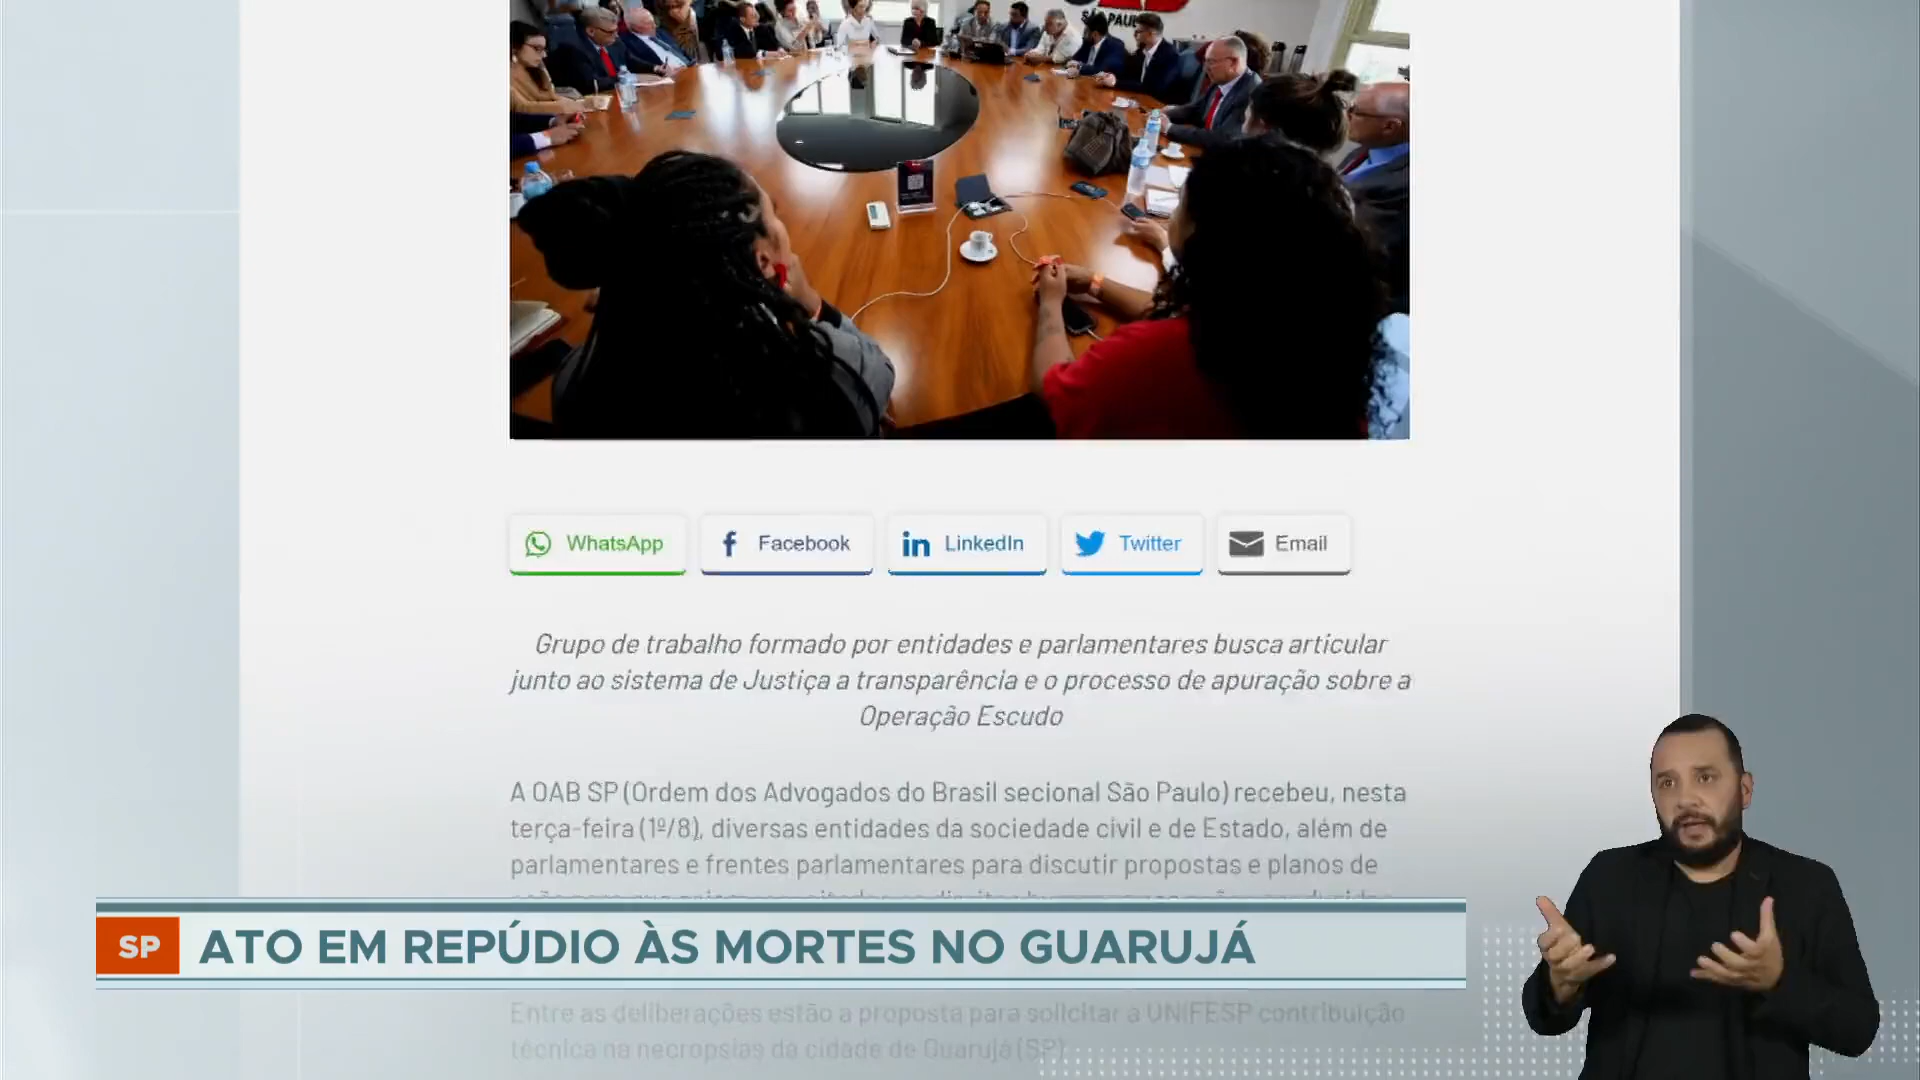 SÃO PAULO
WhatsApp
Facebook
LinkedIn
Twitter
Email
Grupo de trabalho formado por entidades e parlamentares busca articular
junto ao sistema de Justiça a transparência e o processo de apuração sobre a
Operação Escudo
A OAB SP (Ordem dos Advogados do Brasil secional São Paulo) recebeu, nesta
terça-feira (1º/8), diversas entidades da sociedade civil e de Estado, além de
parlamentares e frentes parlamentares para discutir propostas e planos de
SP ATO EM REPÚDIO ÀS MORTES NO GUARUJÁ
Entre as deliberações estão a proposta para solicitar à UNIFESP contribuição
técnica na necropsias da cidade de Guarujá (SP)